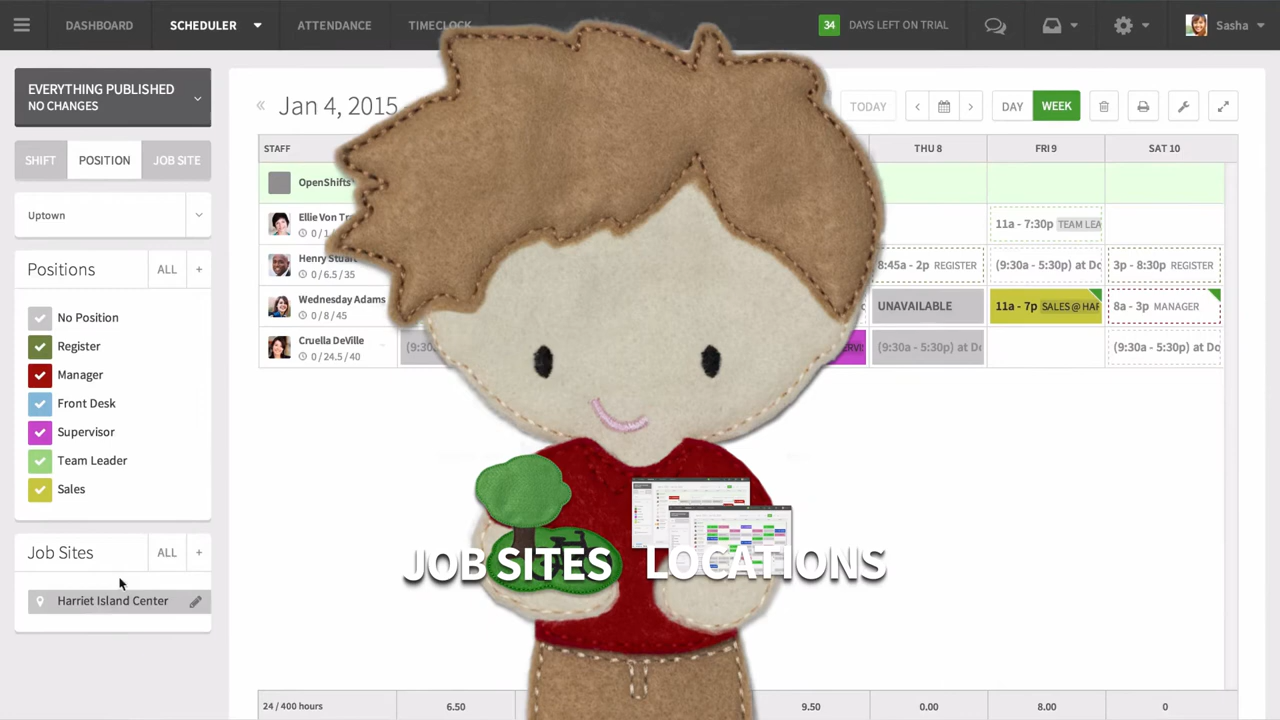 DASHBOARD
SCHEDULER
ATTENDANCE
TIMECLOCK
34 DAYS LEFT ON TRIAL
Sasha
EVERYTHING PUBLISHED
NO CHANGES
Jan 4, 2015
TODAY
DAY
WEEK
SHIFT
POSITION
JOB SITE
Uptown
Positions
ALL
+
No Position
Register
Manager
Front Desk
Supervisor
Team Leader
Sales
Job Sites
ALL
+
Harriet Island Center
STAFF
THU 8
FRI 9
SAT 10
OpenShifts
Ellie Von
0 / 1
11a - 7:30p TEAM LEA
Henry
0 / 6.5 / 35
8:45a - 2p REGISTER
(9:30a - 5:30p) at Do
3p - 8:30p REGISTER
Wednesday Adams
0 / 8 / 45
UNAVAILABLE
11a - 7p SALES @ HAR
8a - 3p MANAGER
Cruella DeVille
0 / 24.5 / 40
(9:30
(9:30a - 5:30p) at Do
(9:30a - 5:30p) at Do
JOB SITES
LOCATIONS
24 / 400 hours
6.50
9.50
0.00
8.00
0